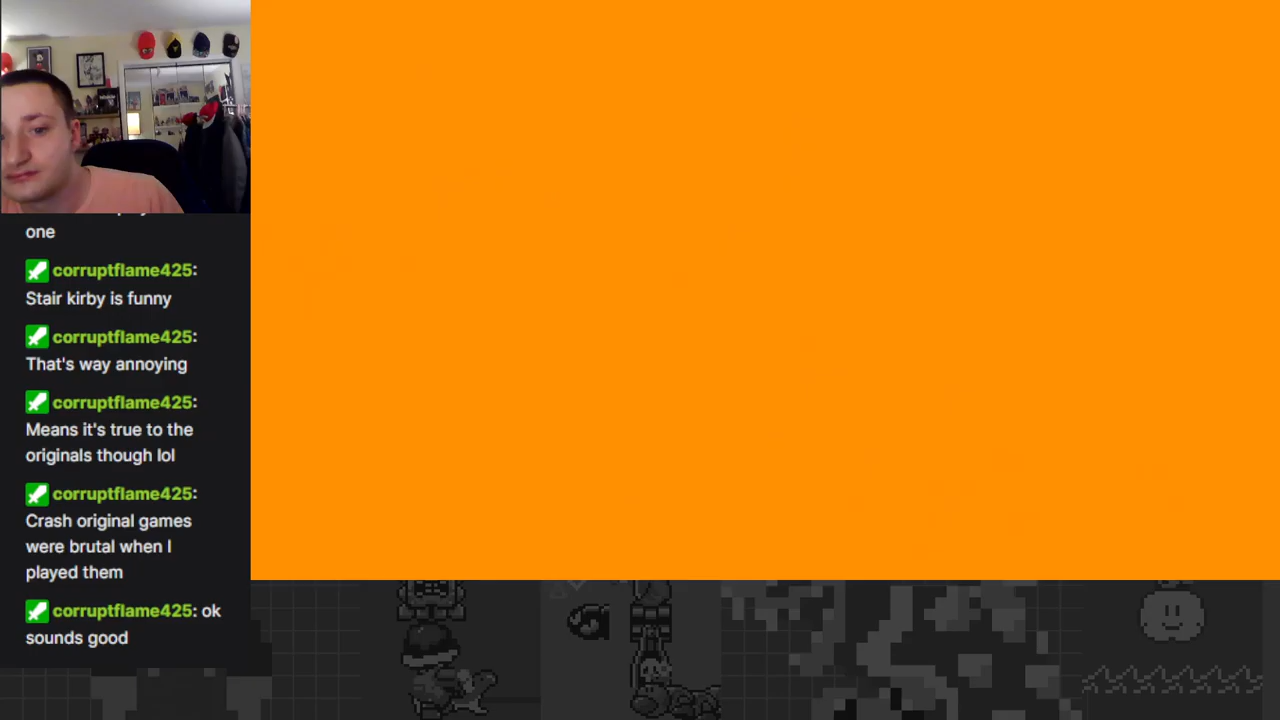 one
corruptflame425:
Stair kirby is funny
corruptflame425:
That's way annoying
corruptflame425:
Means it's true to the
originals though lol
corruptflame425:
Crash original games
were brutal when I
played them
corruptflame425: ok
sounds good